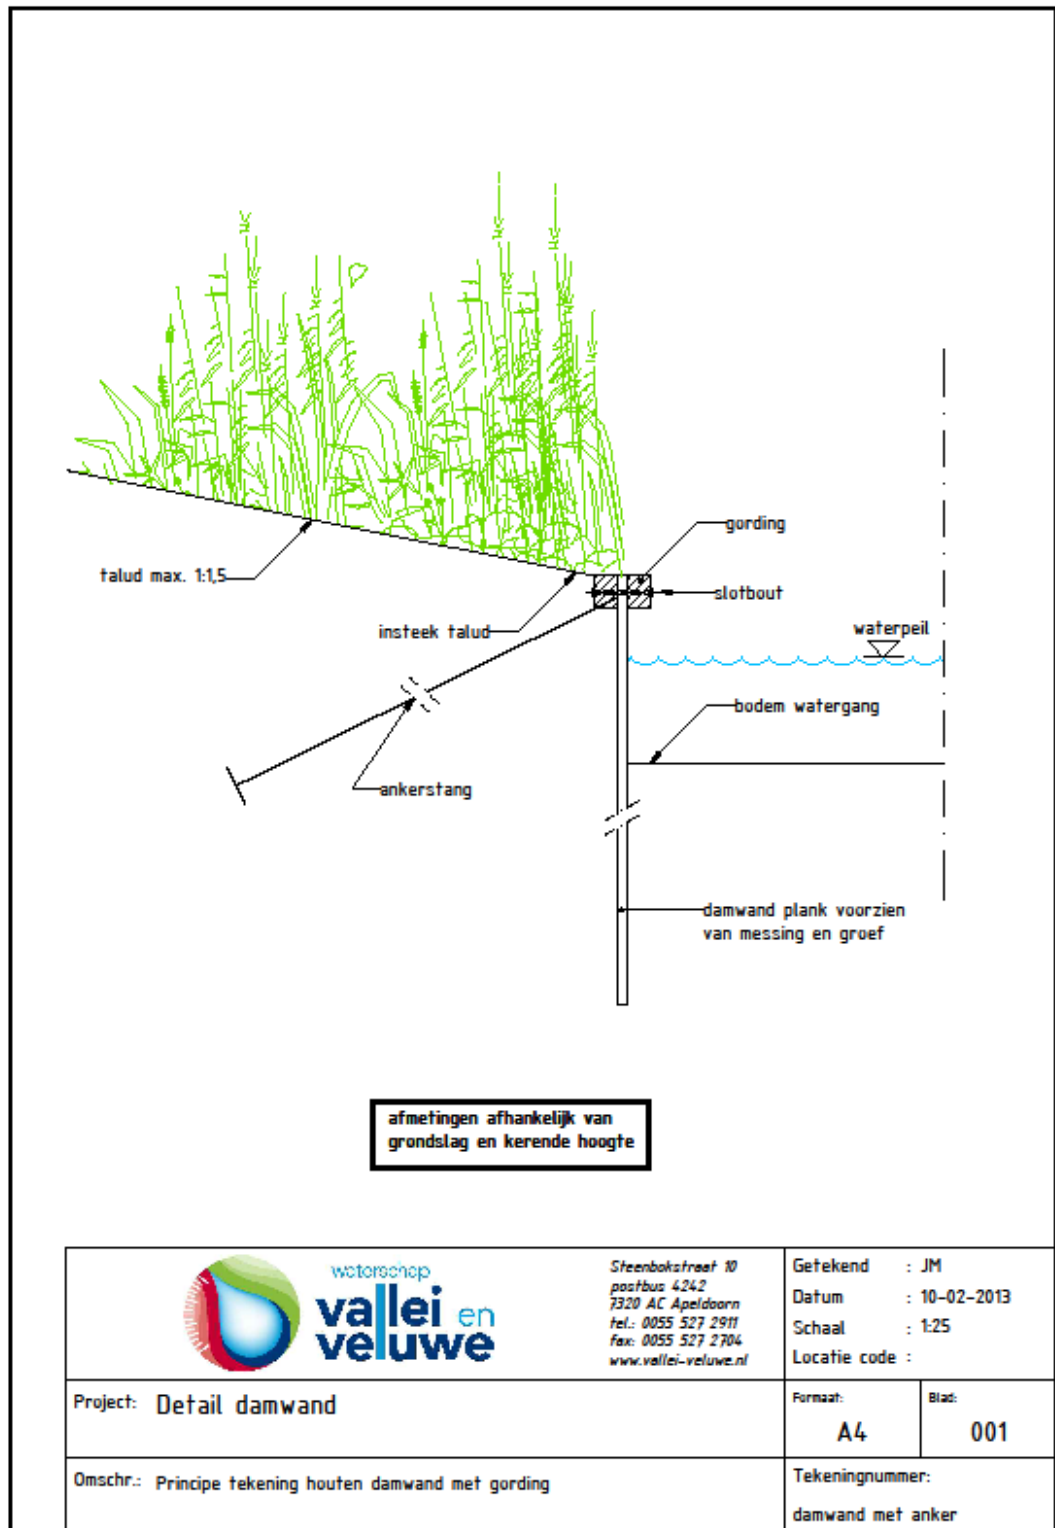 gording
talud max. 1:1,5
slotbout
insteek talud
waterpeil
bodem watergang
ankerstang
damwand plank voorzien
van messing en groef
afmetingen afhankelijk van
grondslag en kerende hoogte
waterschap
vallei en
veluwe
Steenbokstraat 10
postbus 4242
7320 AC Apeldoorn
tel.: 0055 527 2911
fax: 0055 527 2704
www.vallei-veluwe.nl
Getekend : JM
Datum : 10-02-2013
Schaal : 1:25
Locatie code :
Project: Detail damwand
Formaat: Blad:
A4 001
Omschr.: Principe tekening houten damwand met gording
Tekeningnummer:
damwand met anker